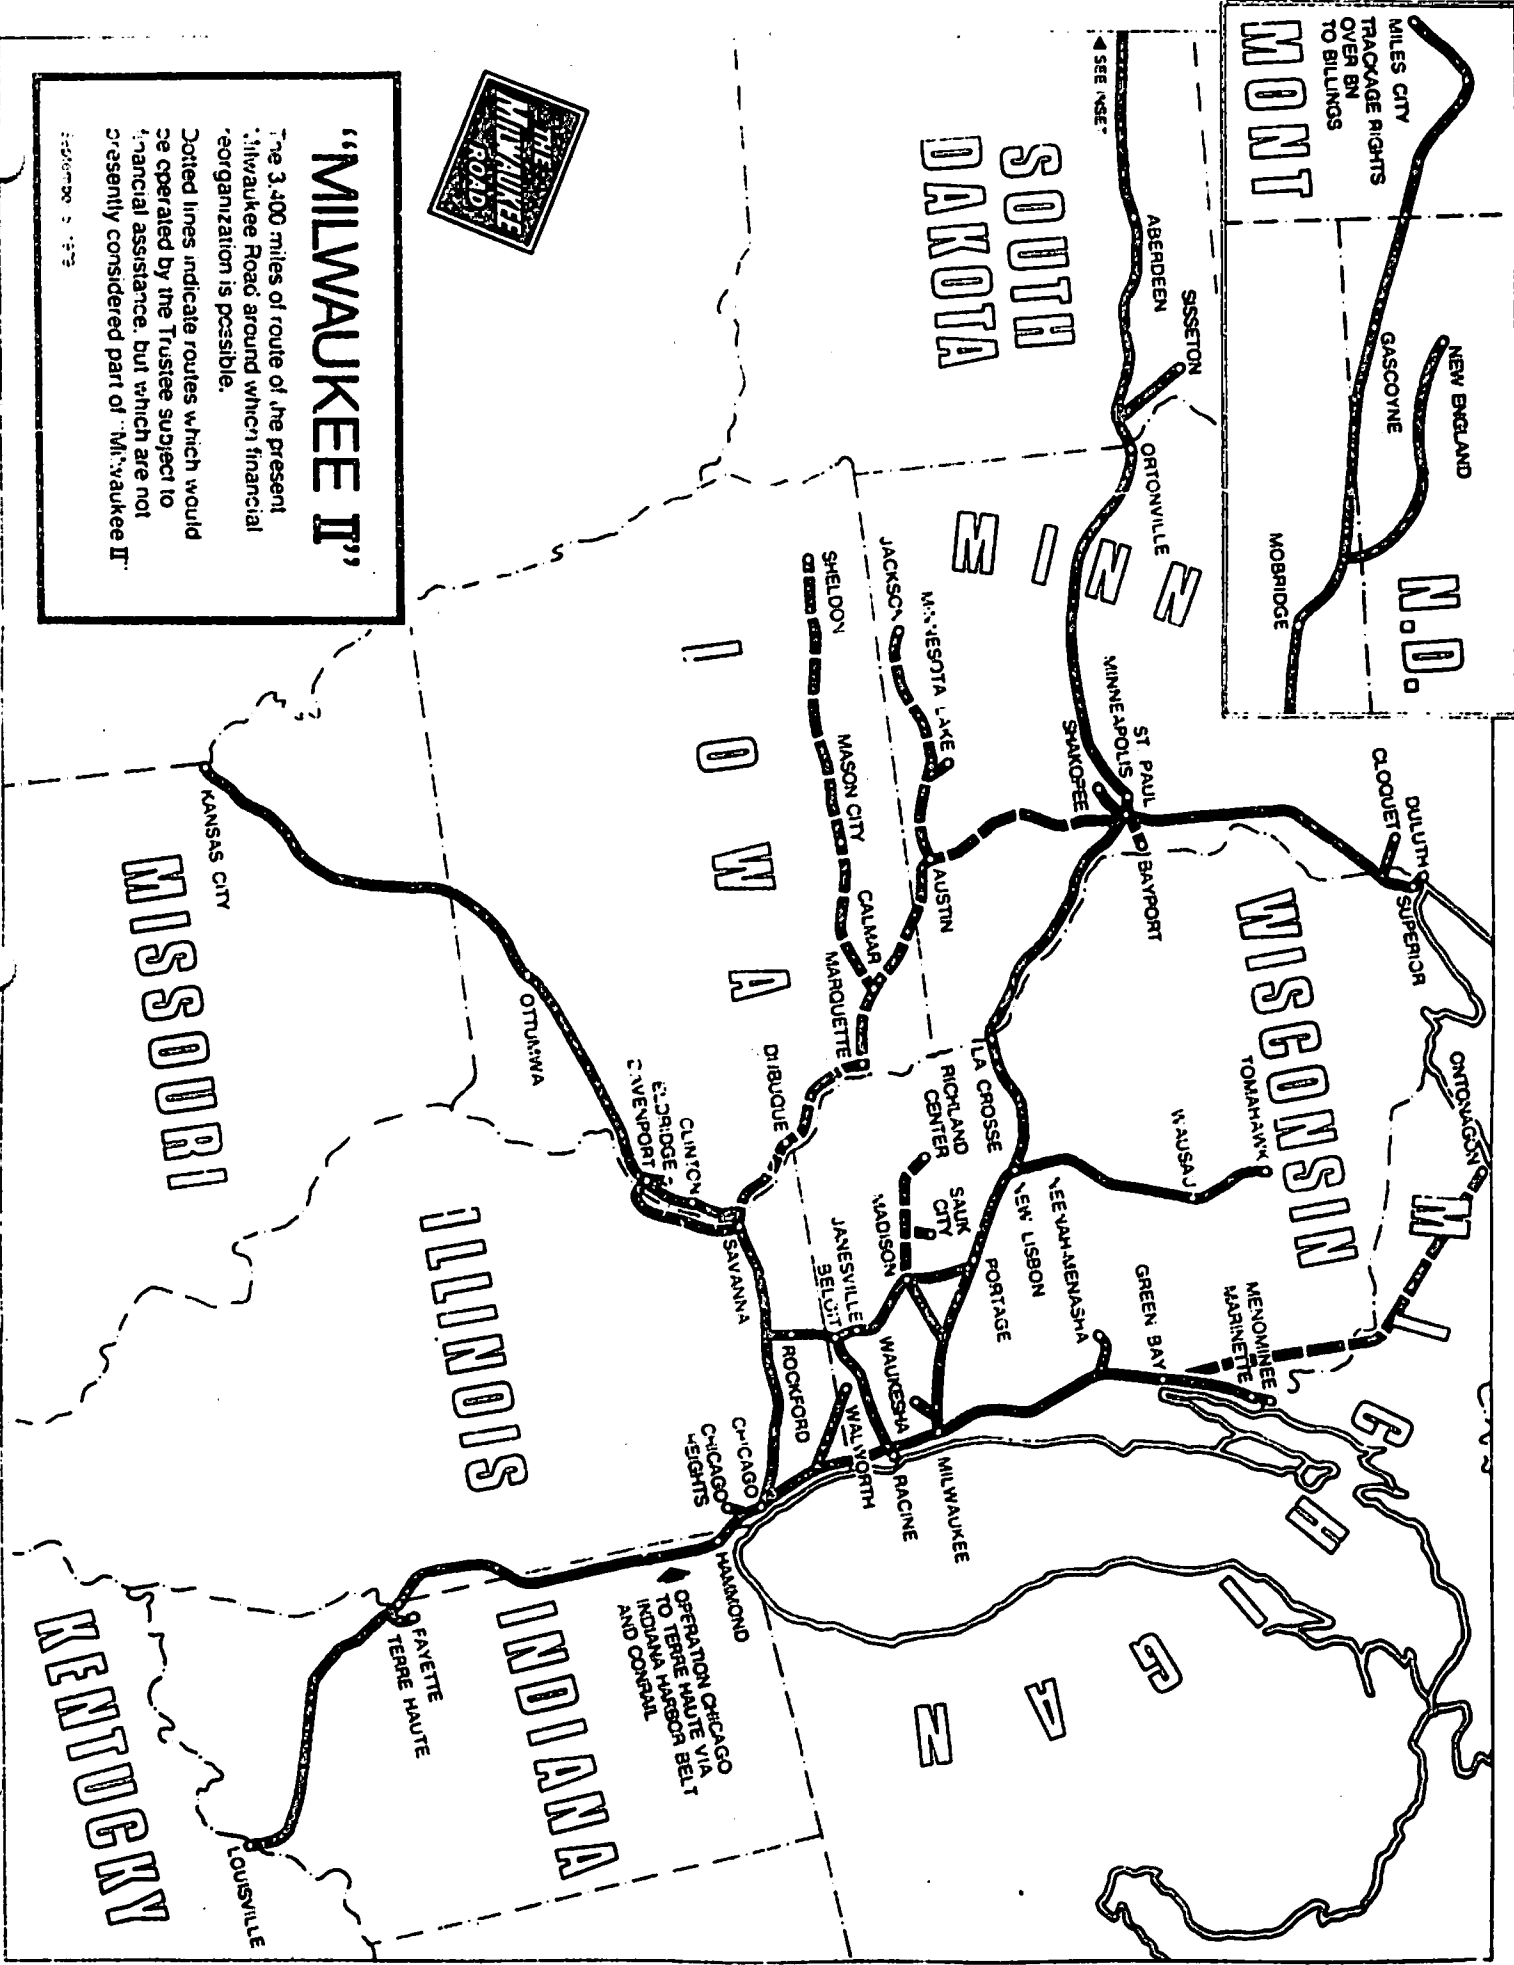 MILES CITY
TRACKAGE RIGHTS
OVER BN
TO BILLINGS
MONT
NEW ENGLAND
GASCOYNE
N.D.
MOBRIDGE
SEE INSET
SOUTH
DAKOTA
ABERDEEN
SISSETON
ORTONVILLE
MINN
ST. PAUL
MINNEAPOLIS
SHAKOPEE
BAYPORT
CLOQUET
DULUTH
SUPERIOR
WISCONSIN
ONTONAGON
TOMAHAWK
WAUSAU
MICHIGAN
JACKSON
MINNESOTA LAKE
SHELDON
MASON CITY
AUSTIN
CALMAR
MARQUETTE
IOWA
LA CROSSE
RICHLAND
CENTER
SAUK
CITY
MADISON
NEW LISBON
NEENAH-MENASHA
PORTAGE
GREEN BAY
MENOMINEE
MARINETTE
DUBUQUE
JANESVILLE
BELOIT
WAUKESHA
MILWAUKEE
RACINE
WALWORTH
ROCKFORD
SAVANNA
CLINTON
ELDRIDGE
DAVENPORT
OTTUMWA
KANSAS CITY
MISSOURI
ILLINOIS
CHICAGO
CHICAGO
HEIGHTS
HAMMOND
OPERATION CHICAGO
TO TERRE HAUTE VIA
INDIANA HARBOR BELT
AND CONRAIL
INDIANA
FAYETTE
TERRE HAUTE
LOUISVILLE
KENTUCKY
THE
MILWAUKEE
ROAD
"MILWAUKEE II"
The 3,400 miles of route of the present
Milwaukee Road around which financial
reorganization is possible.
Dotted lines indicate routes which would
be operated by the Trustee subject to
financial assistance, but which are not
presently considered part of "Milwaukee II"